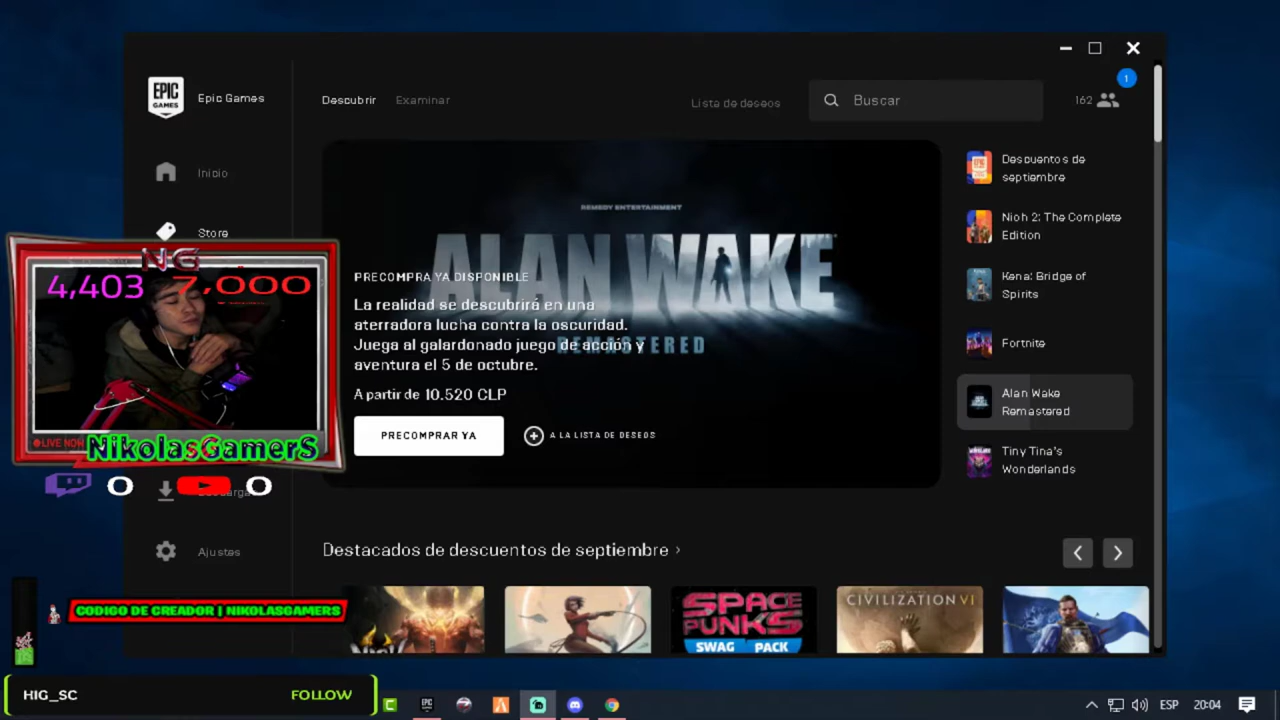 EPIC
GAMES
Epic Games
Descubrir
Examinar
Lista de deseos
Buscar
1
162
Inicio
Store
REMEDY ENTERTAINMENT
ALAN WAKE
REMASTERED
PRECOMPRA YA DISPONIBLE
La realidad se descubrirá en una
aterradora lucha contra la oscuridad.
Juega al galardonado juego de acción y
aventura el 5 de octubre.
A partir de 10.520 CLP
PRECOMPRAR YA
A LA LISTA DE DESEOS
Descuentos de
septiembre
Nioh 2: The Complete
Edition
Kena: Bridge of
Spirits
Fortnite
Alan Wake
Remastered
Tiny Tina's
Wonderlands
NG
4,403
7,000
LIVE NOW
NikolasGamerS
0
0
Ajustes
Destacados de descuentos de septiembre
SPACE
PUNKS
SWAG PACK
CIVILIZATION VI
CODIGO DE CREADOR | NIKOLASGAMERS
HIG_SC
FOLLOW
EPIC
ESP
20:04